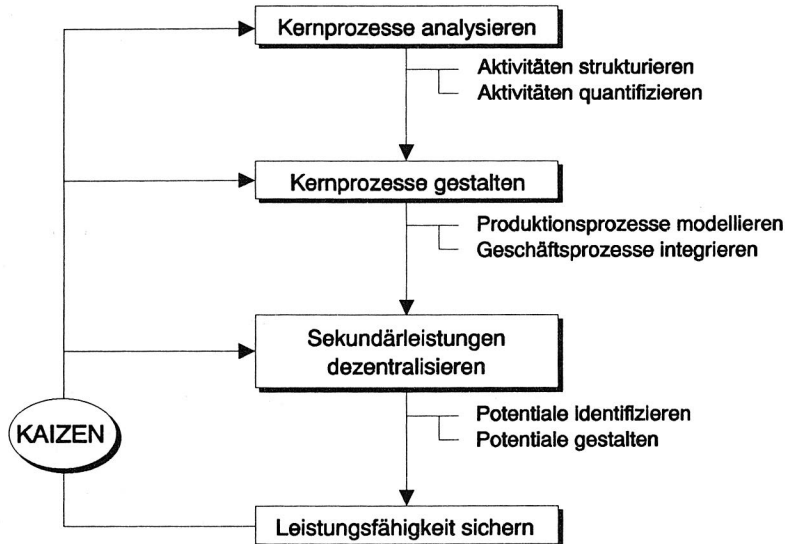 Kernprozesse analysieren
Aktivitäten strukturieren
Aktivitäten quantifizieren
Kernprozesse gestalten
Produktionsprozesse modellieren
Geschäftsprozesse integrieren
Sekundärleistungen
dezentralisieren
Potentiale identifizieren
Potentiale gestalten
KAIZEN
Leistungsfähigkeit sichern